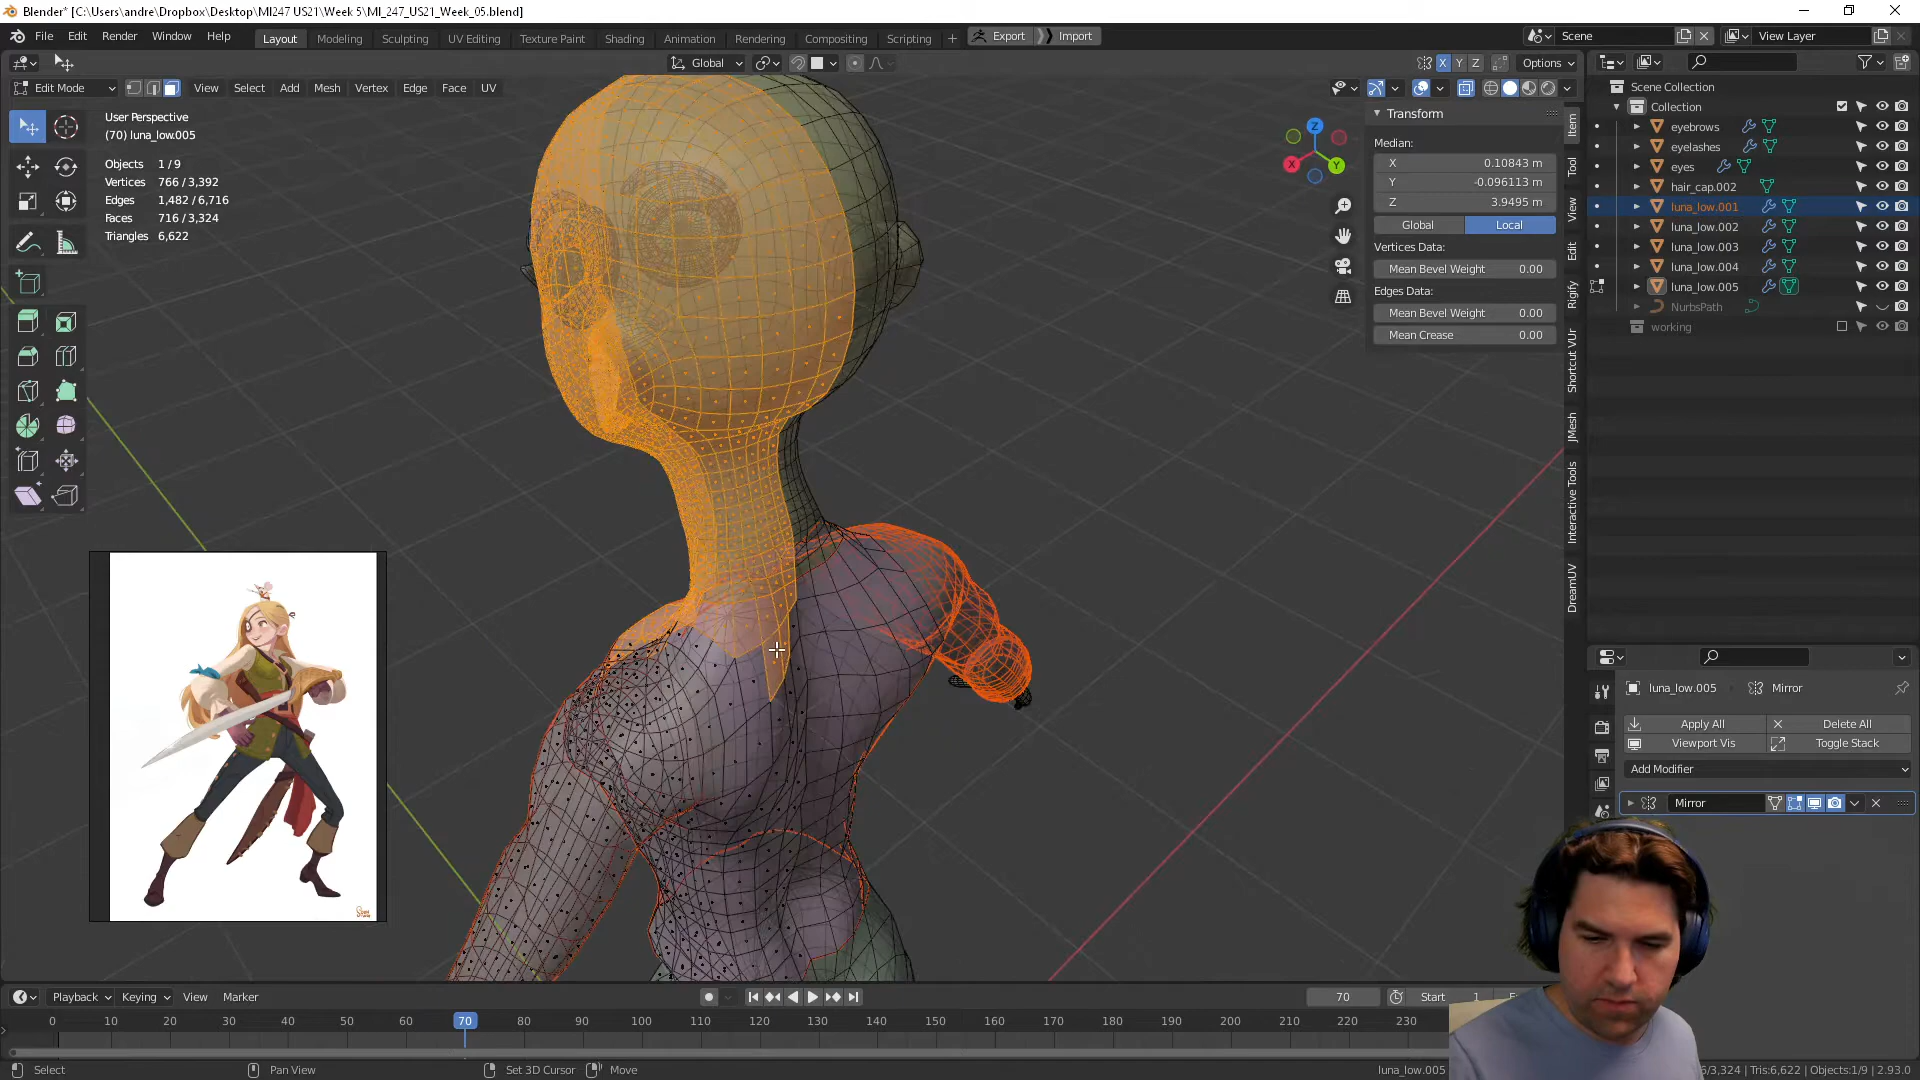 Blender* [C:\Users\andre\Dropbox\Desktop\MI247 US21\Week 5\MI_247_US21_Week_05.blend]
File Edit Render Window Help Layout Modeling Sculpting UV Editing Texture Paint Shading Animation Rendering Compositing Scripting + Export Import Scene View Layer
Global X Y Z Options
Edit Mode View Select Add Mesh Vertex Edge Face UV
User Perspective
(70) luna_low.005
Objects 1/9
Vertices 766 / 3,392
Edges 1,482 / 6,716
Faces 716 / 3,324
Triangles 6,622
Z
X
Y
Transform
Median:
X 0.10843 m
Y -0.096113 m
Z 3.9495 m
Global Local
Vertices Data:
Mean Bevel Weight 0.00
Edges Data:
Mean Bevel Weight 0.00
Mean Crease 0.00
Item
Tool
View
Edit
Rigify
Shortcut VUr
JMesh
Interactive Tools
DreamUV
Scene Collection
Collection
eyebrows
eyelashes
eyes
hair_cap.002
luna_low.001
luna_low.002
luna_low.003
luna_low.004
luna_low.005
NurbsPath
working
luna_low.005 Mirror
Apply All Delete All
Viewport Vis Toggle Stack
Add Modifier
Mirror
Playback Keying View Marker 70 Start 1
0 10 20 30 40 50 60 70 80 90 100 110 120 130 140 150 160 170 180 190 200 210 220 230
Select Pan View Set 3D Cursor Move luna_low.005 /3,324 | Tris:6,622 | Objects:1/9 | 2.93.0